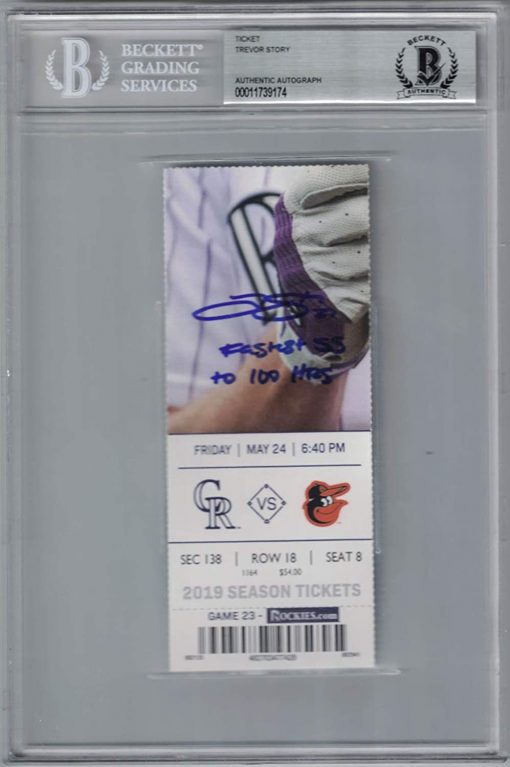 BECKETT®
GRADING
SERVICES
B
TICKET
TREVOR STORY
AUTHENTIC AUTOGRAPH
00011739174
BECKETT
B
AUTHENTIC
Fastest SS
to 100 HRs
FRIDAY | MAY 24 | 6:40 PM
CR VS
SEC 138 | ROW 18 | SEAT 8
1164 $54.00
2019 SEASON TICKETS
GAME 23 - ROCKIES.com